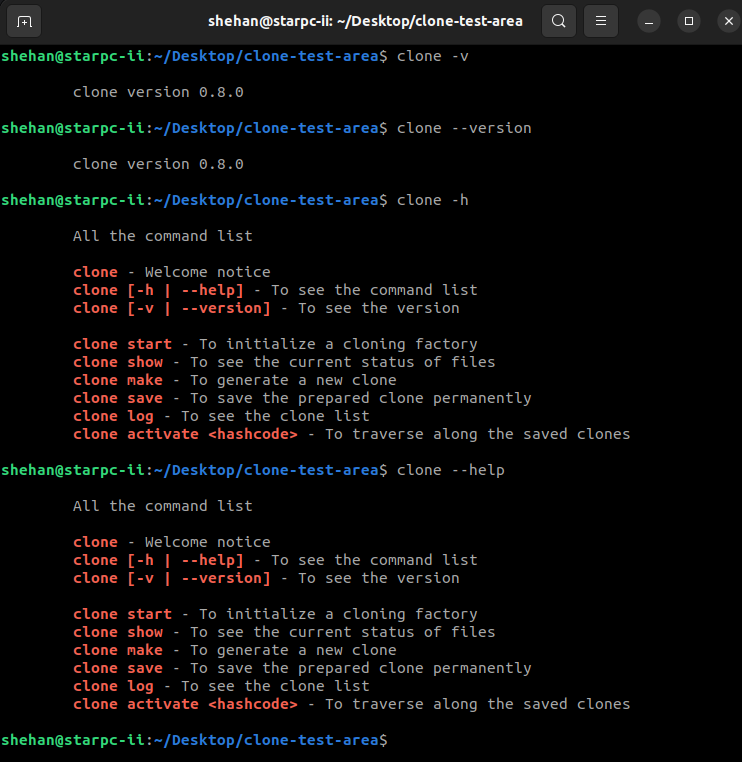 shehan@starpc-ii: ~/Desktop/clone-test-area
shehan@starpc-ii:~/Desktop/clone-test-area$ clone -v
clone version 0.8.0
shehan@starpc-ii:~/Desktop/clone-test-area$ clone --version
clone version 0.8.0
shehan@starpc-ii:~/Desktop/clone-test-area$ clone -h
All the command list
clone - Welcome notice
clone [-h | --help] - To see the command list
clone [-v | --version] - To see the version
clone start - To initialize a cloning factory
clone show - To see the current status of files
clone make - To generate a new clone
clone save - To save the prepared clone permanently
clone log - To see the clone list
clone activate <hashcode> - To traverse along the saved clones
shehan@starpc-ii:~/Desktop/clone-test-area$ clone --help
All the command list
clone - Welcome notice
clone [-h | --help] - To see the command list
clone [-v | --version] - To see the version
clone start - To initialize a cloning factory
clone show - To see the current status of files
clone make - To generate a new clone
clone save - To save the prepared clone permanently
clone log - To see the clone list
clone activate <hashcode> - To traverse along the saved clones
shehan@starpc-ii:~/Desktop/clone-test-area$